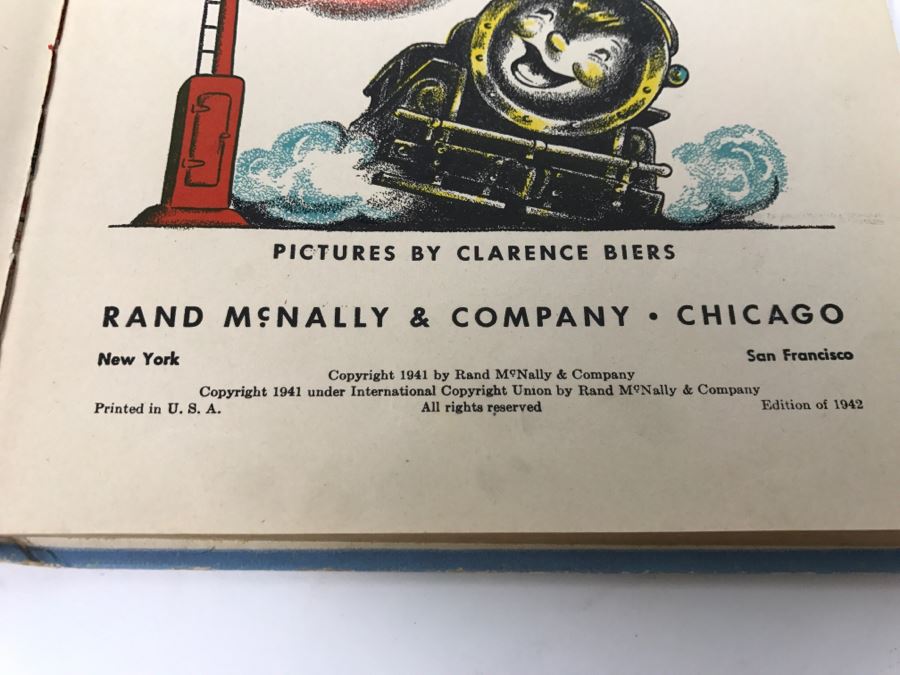 PICTURES BY CLARENCE BIERS
RAND McNALLY & COMPANY • CHICAGO
New York San Francisco
Copyright 1941 by Rand McNally & Company
Copyright 1941 under International Copyright Union by Rand McNally & Company
Printed in U. S. A. All rights reserved Edition of 1942